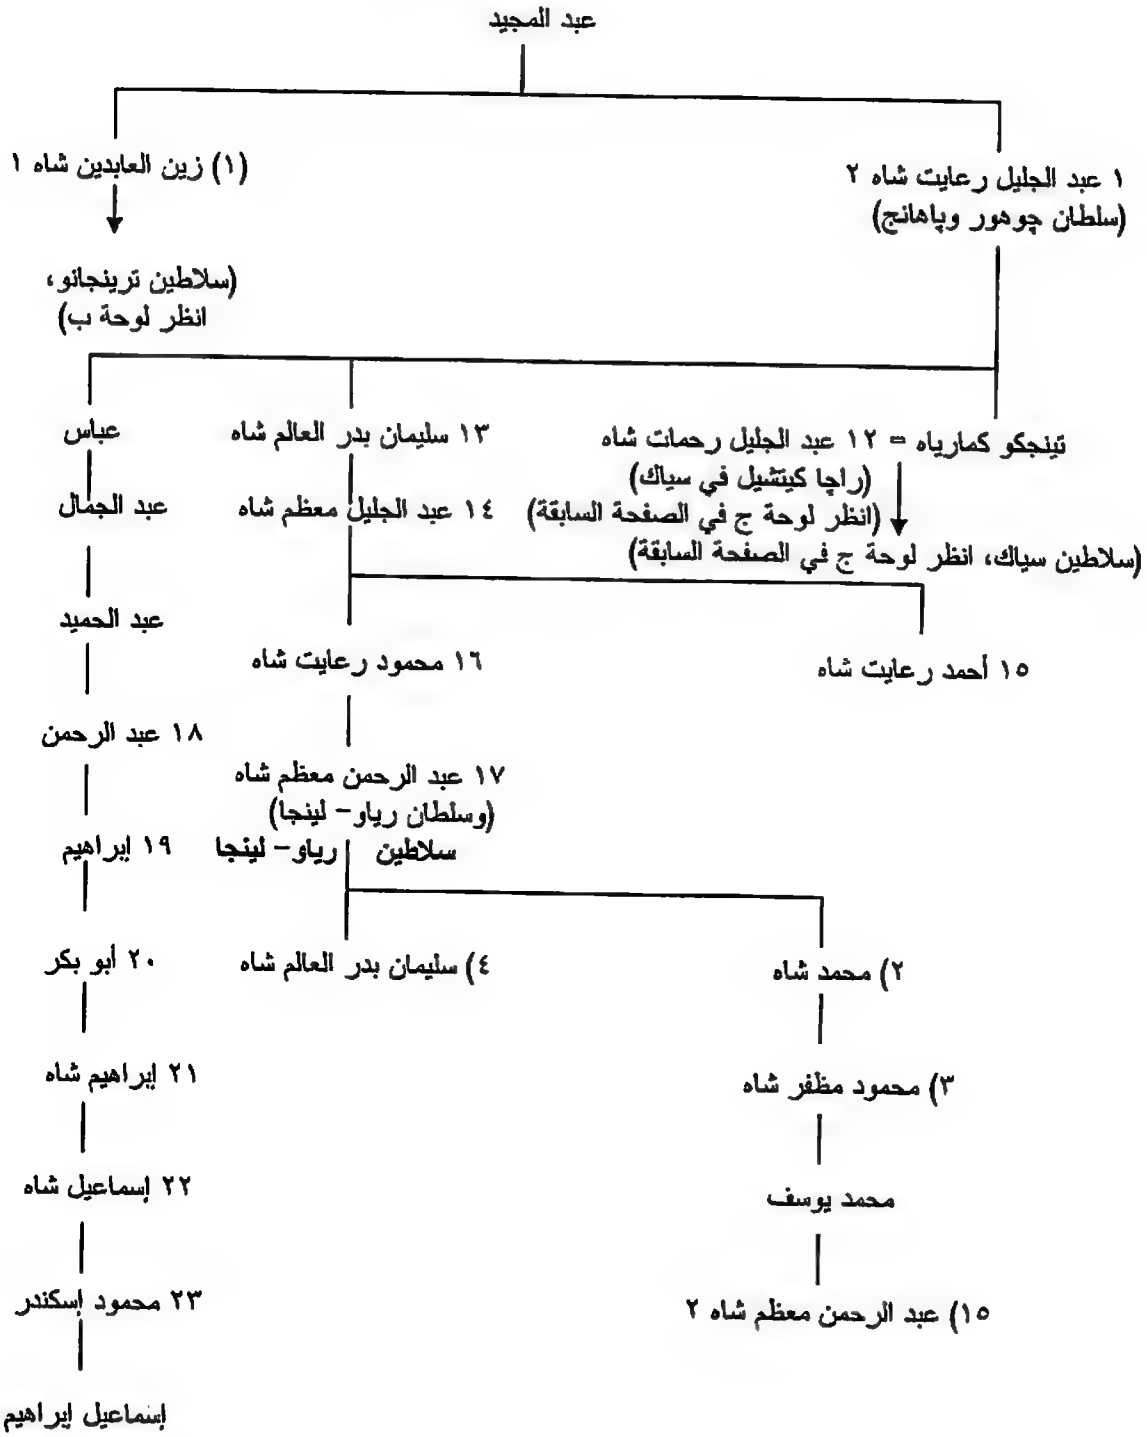 عبد المجيد
١ عبد الجليل رعايت شاه ٢
(سلطان چوهور وپاهانج)
(١) زين العابدين شاه ١
(سلاطين ترينجانو،
انظر لوحة ب)
تينجكو كمارياه = ١٢ عبد الجليل رحمات شاه
(راچا كيتشيل في سياك)
(انظر لوحة ج في الصفحة السابقة)
(سلاطين سياك، انظر لوحة ج في الصفحة السابقة)
١٣ سليمان بدر العالم شاه
عباس
١٤ عبد الجليل معظم شاه
عبد الجمال
عبد الحميد
١٥ أحمد رعايت شاه
١٦ محمود رعايت شاه
١٨ عبد الرحمن
١٧ عبد الرحمن معظم شاه
(وسلطان رياو- لينجا)
سلاطين رياو- لينجا
١٩ إبراهيم
٢) محمد شاه
٤) سليمان بدر العالم شاه
٢٠ أبو بكر
٣) محمود مظفر شاه
٢١ إبراهيم شاه
محمد يوسف
٢٢ إسماعيل شاه
١٥) عبد الرحمن معظم شاه ٢
٢٣ محمود إسكندر
إسماعيل إبراهيم